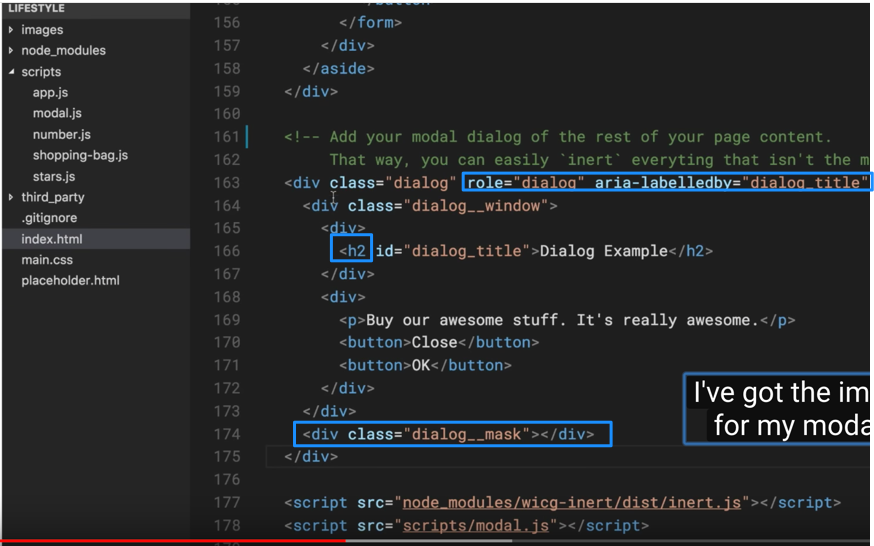 LIFESTYLE
images
node_modules
scripts
app.js
modal.js
number.js
shopping-bag.js
stars.js
third_party
.gitignore
index.html
main.css
placeholder.html
156 </form>
157 </div>
158 </aside>
159 </div>
160
161 <!-- Add your modal dialog of the rest of your page content.
162 That way, you can easily `inert` everyting that isn't the m
163 <div class="dialog" role="dialog" aria-labelledby="dialog_title"
164 <div class="dialog__window">
165 <div>
166 <h2 id="dialog_title">Dialog Example</h2>
167 </div>
168 <div>
169 <p>Buy our awesome stuff. It's really awesome.</p>
170 <button>Close</button>
171 <button>OK</button>
172 </div>
173 </div>
174 <div class="dialog__mask"></div>
175 </div>
176
177 <script src="node_modules/wicg-inert/dist/inert.js"></script>
178 <script src="scripts/modal.js"></script>
I've got the im
for my moda